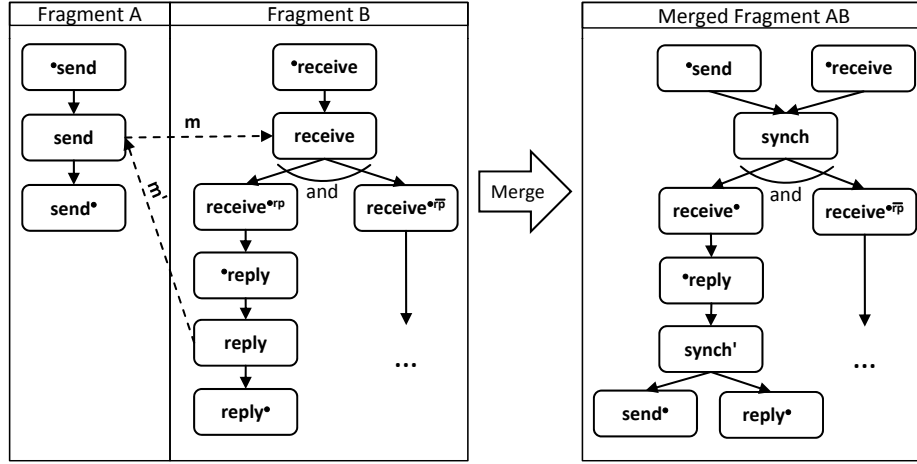 Fragment A
Fragment B
Merged Fragment AB
•send
send
send•
m
m'
•receive
receive
and
receive•rp
receive•r̅p̅
•reply
reply
reply•
...
Merge
•send
•receive
synch
and
receive•
receive•r̅p̅
•reply
synch'
...
send•
reply•